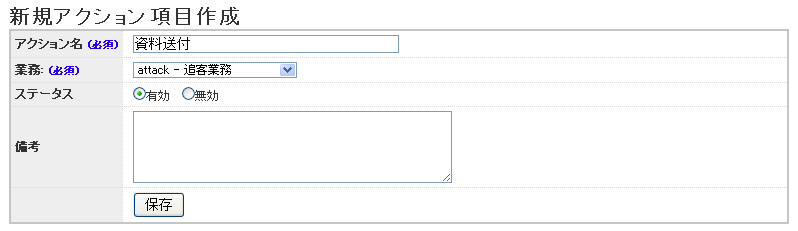 新規アクション項目作成
アクション名 (必須) 資料送付
業務: (必須) attack - 追客業務
ステータス 有効 無効
備考
保存